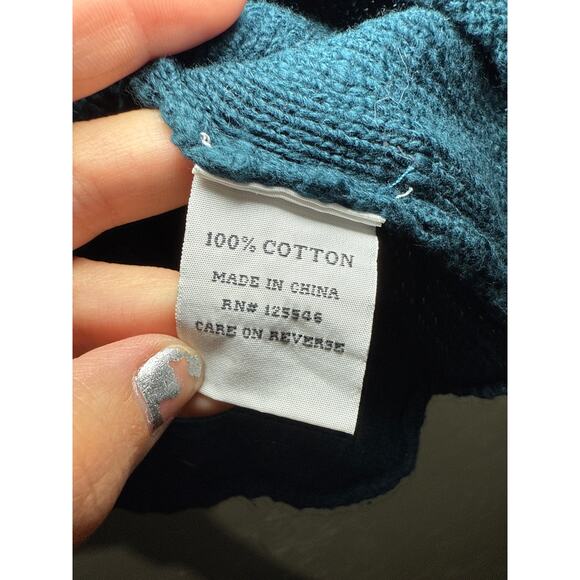 100% COTTON
MADE IN CHINA
RN# 125546
CARE ON REVERSE